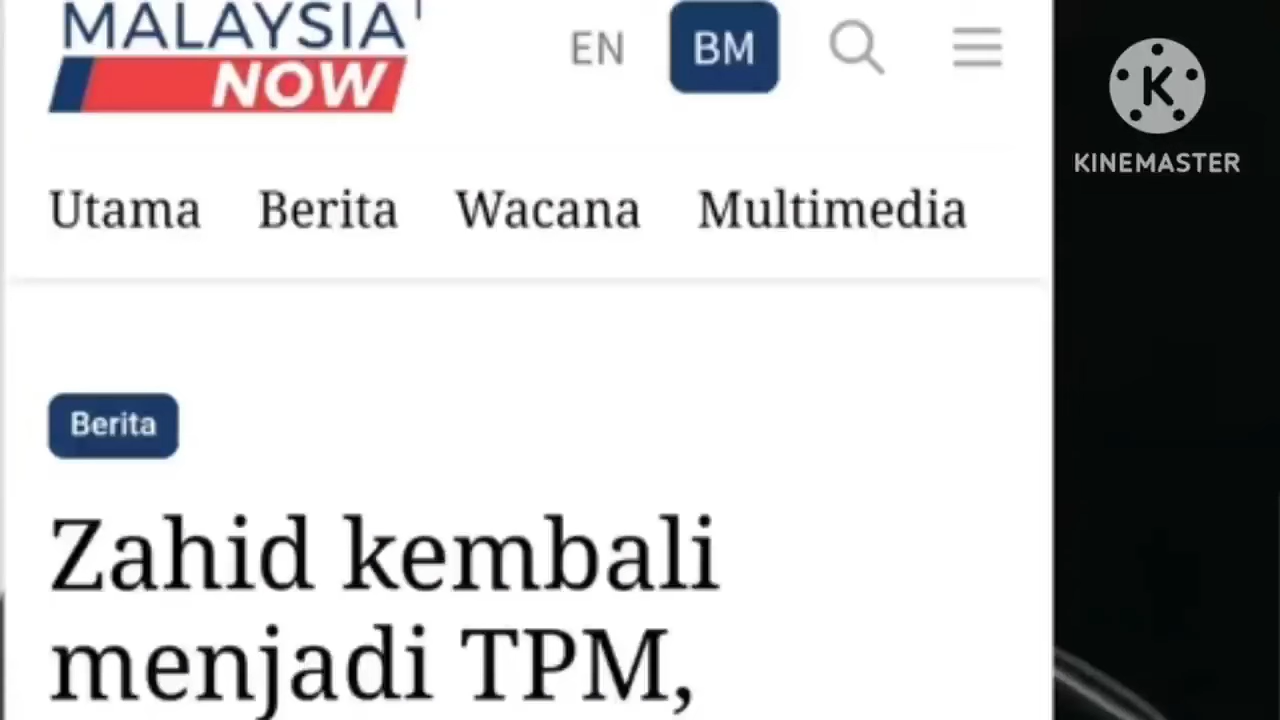 MALAYSIA
NOW
EN BM
K
KINEMASTER
Utama Berita Wacana Multimedia
Berita
Zahid kembali
menjadi TPM,